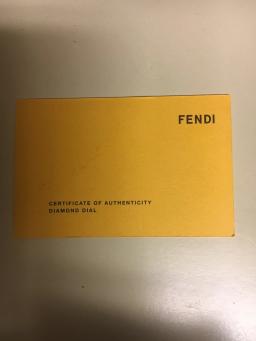 FENDI
CERTIFICATE OF AUTHENTICITY
DIAMOND DIAL